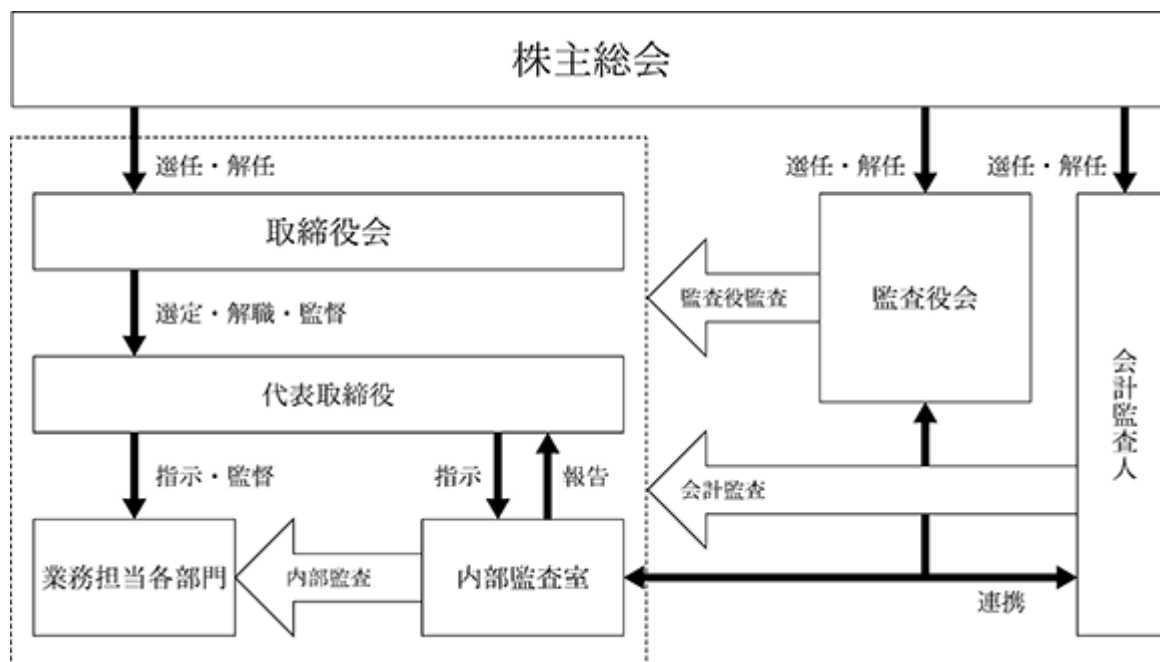 株主総会
選任・解任
選任・解任
選任・解任
取締役会
監査役会
監査役監査
選定・解職・監督
代表取締役
会計監査人
指示・監督
指示
報告
会計監査
業務担当各部門
内部監査
内部監査室
連携